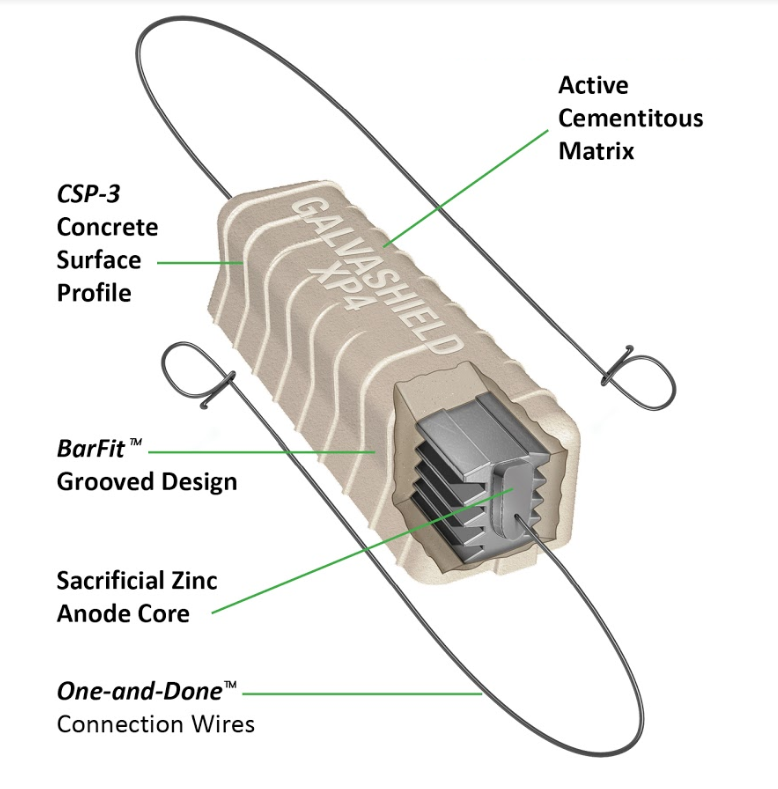 Active
Cementitous
Matrix
CSP-3
Concrete
Surface
Profile
GALVASHIELD
XP4
BarFit™
Grooved Design
Sacrificial Zinc
Anode Core
One-and-Done™
Connection Wires